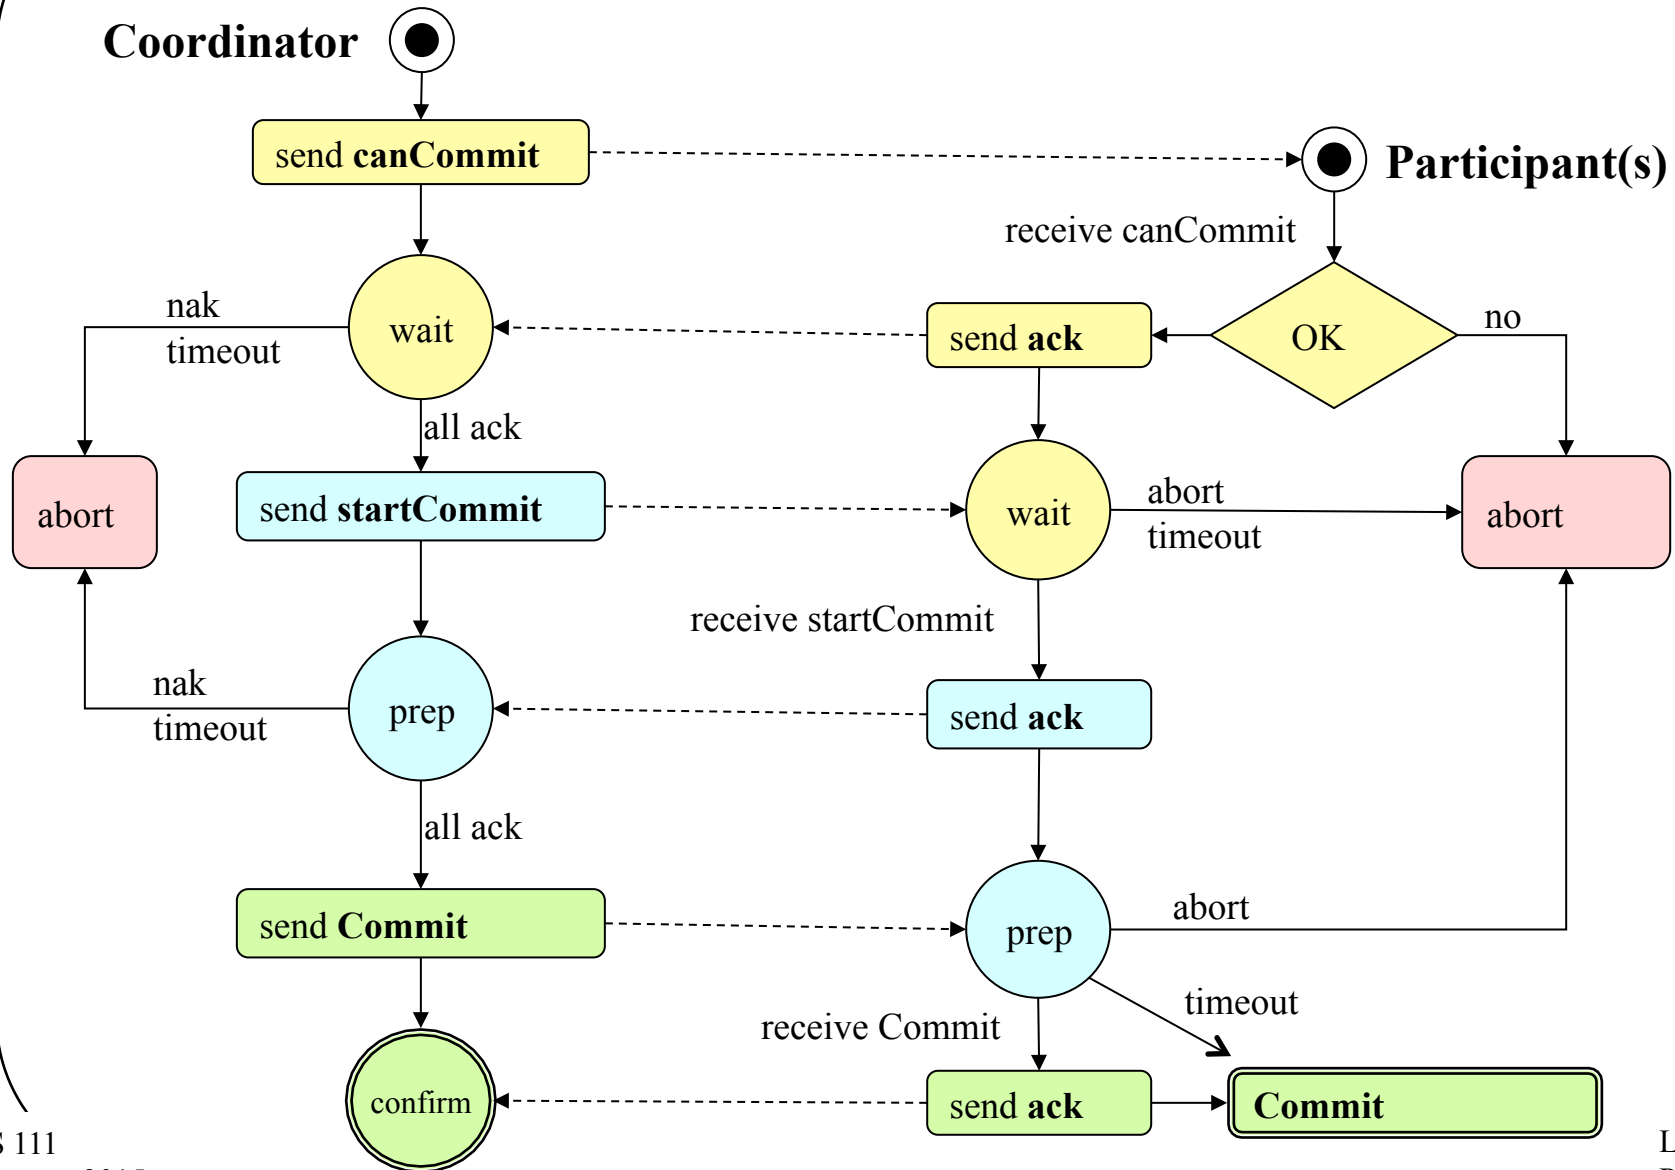 Coordinator
send canCommit
Participant(s)
receive canCommit
nak
timeout
wait
send ack
OK
no
all ack
abort
send startCommit
wait
abort
timeout
abort
receive startCommit
nak
timeout
prep
send ack
all ack
send Commit
prep
abort
timeout
receive Commit
confirm
send ack
Commit
S 111